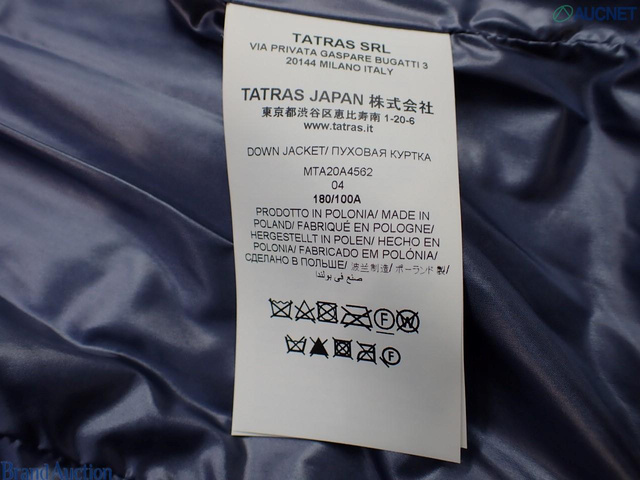 AUCNET
TATRAS SRL
VIA PRIVATA GASPARE BUGATTI 3
20144 MILANO ITALY
TATRAS JAPAN 株式会社
東京都渋谷区恵比寿南 1-20-6
www.tatras.it
DOWN JACKET/ ПУХОВАЯ КУРТКА
MTA20A4562
04
180/100A
PRODOTTO IN POLONIA/ MADE IN
POLAND/ FABRIQUÉ EN POLOGNE/
HERGESTELLT IN POLEN/ HECHO EN
POLONIA/ FABRICADO EM POLÓNIA/
СДЕЛАНО В ПОЛЬШЕ/ 波兰制造/ ポーランド 製/
صنع في بولندا
F W
F
Brand Auction